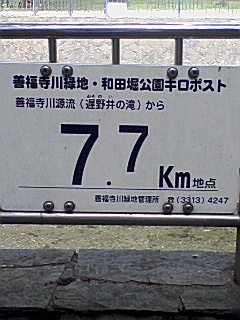 善福寺川緑地・和田堀公園キロポスト
善福寺川源流(遅野井の滝)から
7.7Km地点
善福寺川緑地管理所 ☎(3313)4247